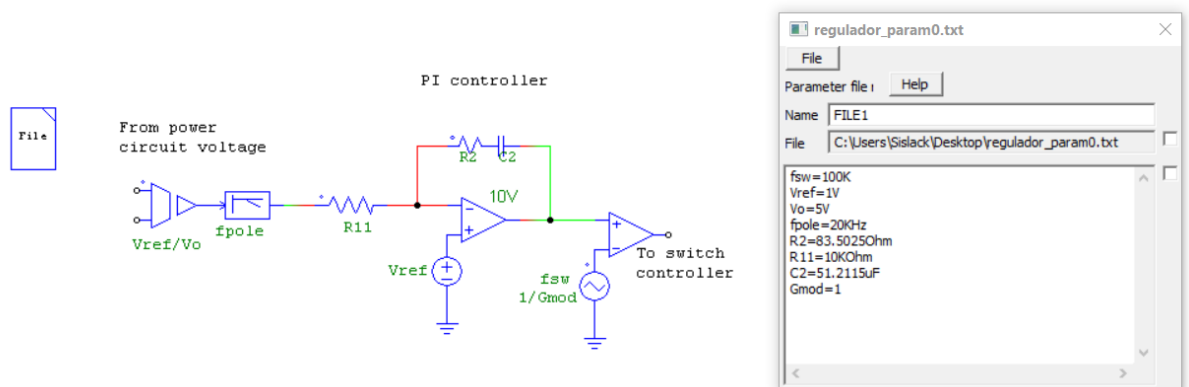 PI controller
File
From power
circuit voltage
Vref/Vo
fpole
R11
R2
C2
10V
Vref
fsw
1/Gmod
To switch
controller
regulador_param0.txt
File
Parameter file
Help
Name
FILE1
File
C:\Users\Sislack\Desktop\regulador_param0.txt
fsw=100K
Vref=1V
Vo=5V
fpole=20KHz
R2=83.5025Ohm
R11=10KOhm
C2=51.2115uF
Gmod=1